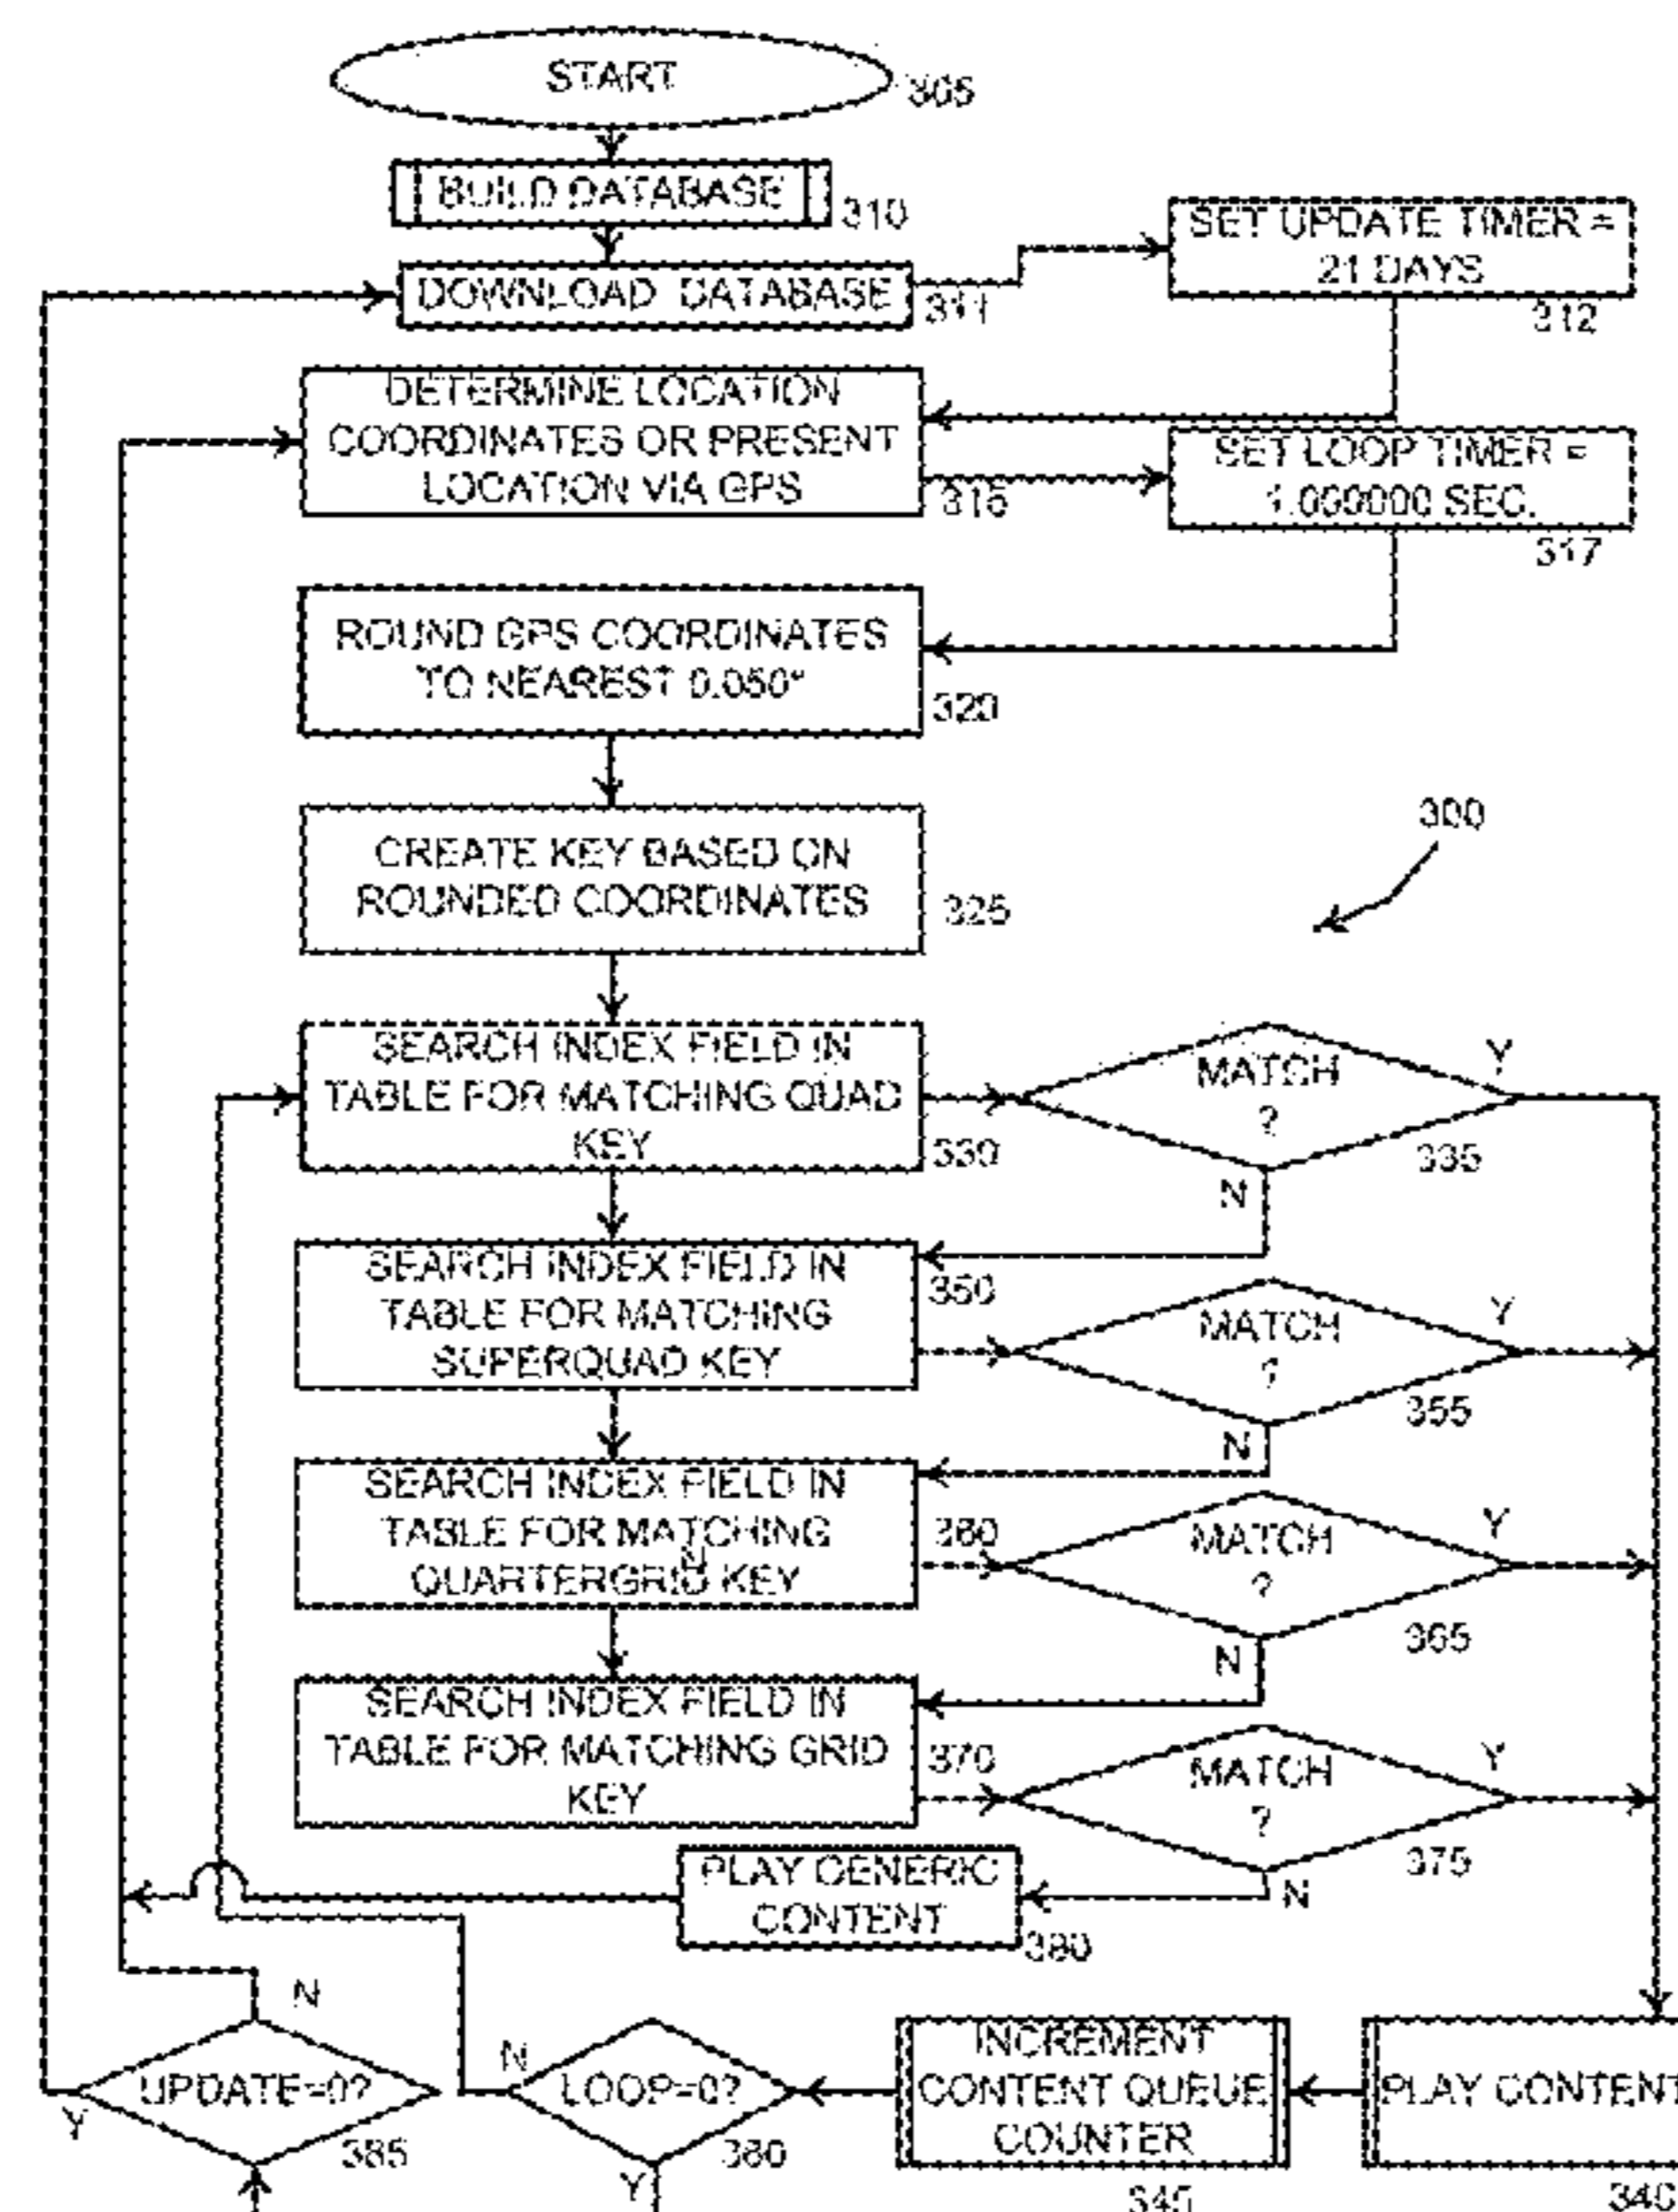 START
305
BUILD DATABASE
310
SET UPDATE TIMER =
21 DAYS
312
DOWNLOAD DATABASE
311
DETERMINE LOCATION
COORDINATES OR PRESENT
LOCATION VIA GPS
315
SET LOOP TIMER =
1.000000 SEC.
317
ROUND GPS COORDINATES
TO NEAREST 0.050°
320
CREATE KEY BASED ON
ROUNDED COORDINATES
325
300
SEARCH INDEX FIELD IN
TABLE FOR MATCHING QUAD
KEY
330
MATCH
?
Y
335
N
SEARCH INDEX FIELD IN
TABLE FOR MATCHING
SUPERQUAD KEY
350
MATCH
?
Y
355
N
SEARCH INDEX FIELD IN
TABLE FOR MATCHING
N
QUARTERGRID KEY
360
MATCH
?
Y
365
N
SEARCH INDEX FIELD IN
TABLE FOR MATCHING GRID
KEY
370
MATCH
?
Y
375
N
PLAY GENERIC
CONTENT
380
N
UPDATE=0?
Y
385
N
LOOP=0?
380
Y
INCREMENT
CONTENT QUEUE
COUNTER
345
PLAY CONTENT
340